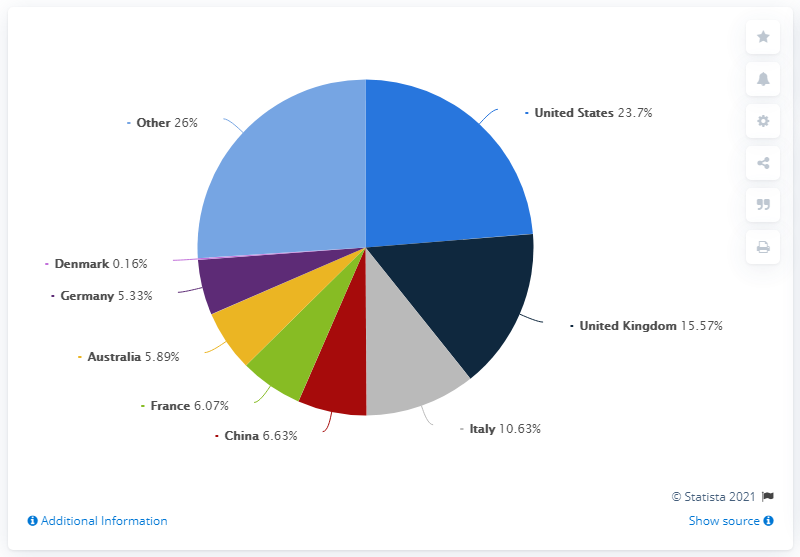 Other 26%
United States 23.7%
Denmark 0.16%
Germany 5.33%
United Kingdom 15.57%
Australia 5.89%
France 6.07%
China 6.63%
Italy 10.63%
© Statista 2021
Additional Information
Show source